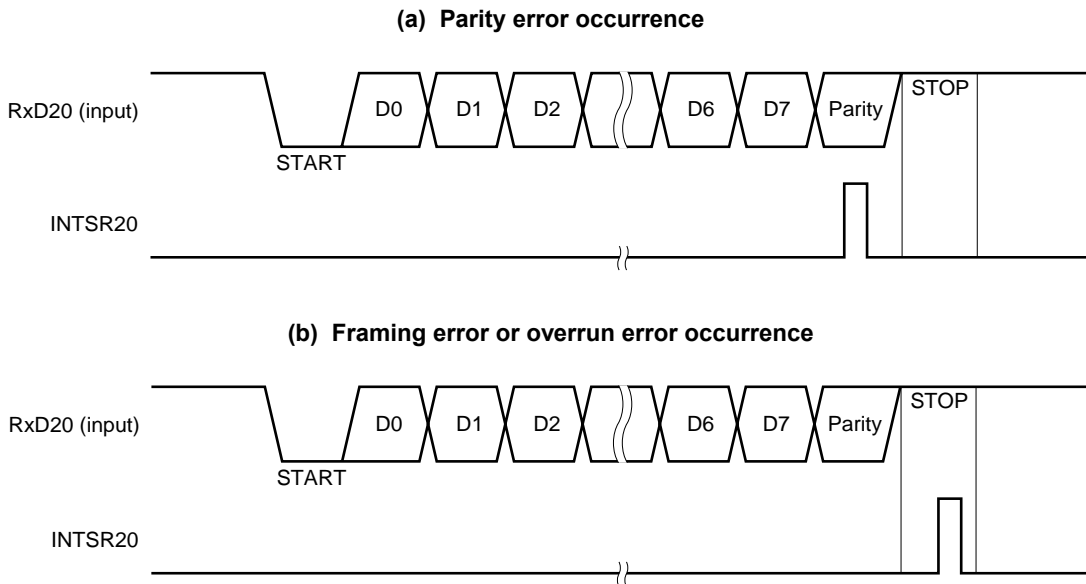 (a) Parity error occurrence
RxD20 (input)
D0 D1 D2 D6 D7 Parity STOP
START
INTSR20
(b) Framing error or overrun error occurrence
RxD20 (input)
D0 D1 D2 D6 D7 Parity STOP
START
INTSR20